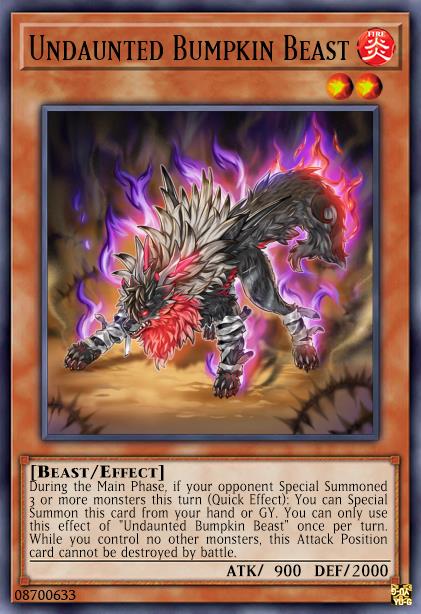 UNDAUNTED BUMPKIN BEAST
FIRE
炎
[BEAST/EFFECT]
During the Main Phase, if your opponent Special Summoned
3 or more monsters this turn (Quick Effect): You can Special
Summon this card from your hand or GY. You can only use
this effect of "Undaunted Bumpkin Beast" once per turn.
While you control no other monsters, this Attack Position
card cannot be destroyed by battle.
ATK/ 900 DEF/2000
08700633